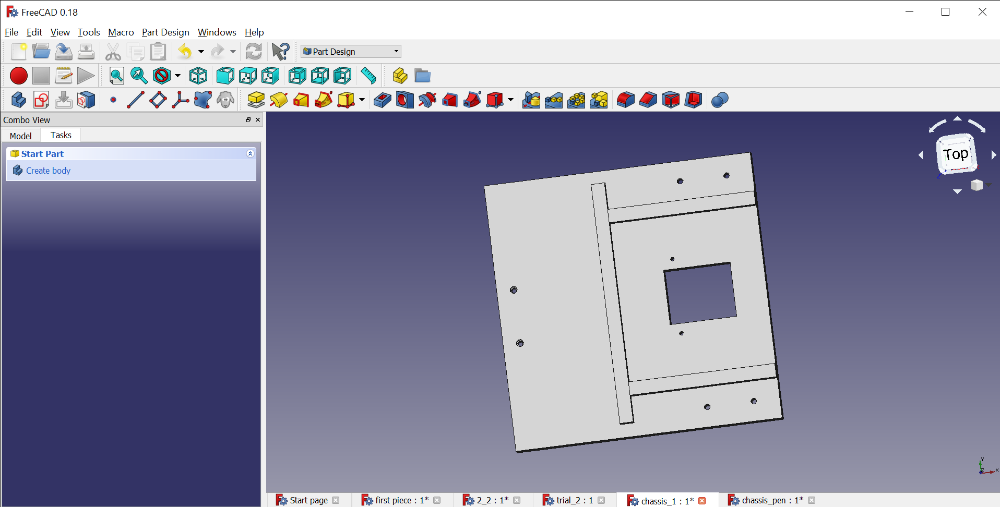 FreeCAD 0.18
File Edit View Tools Macro Part Design Windows Help
Part Design
Combo View
Model Tasks
Start Part
Create body
Top
Z
Y
Z X
Start page first piece : 1* 2_2 : 1* trial_2 : 1 chassis_1 : 1* chassis_pen : 1*